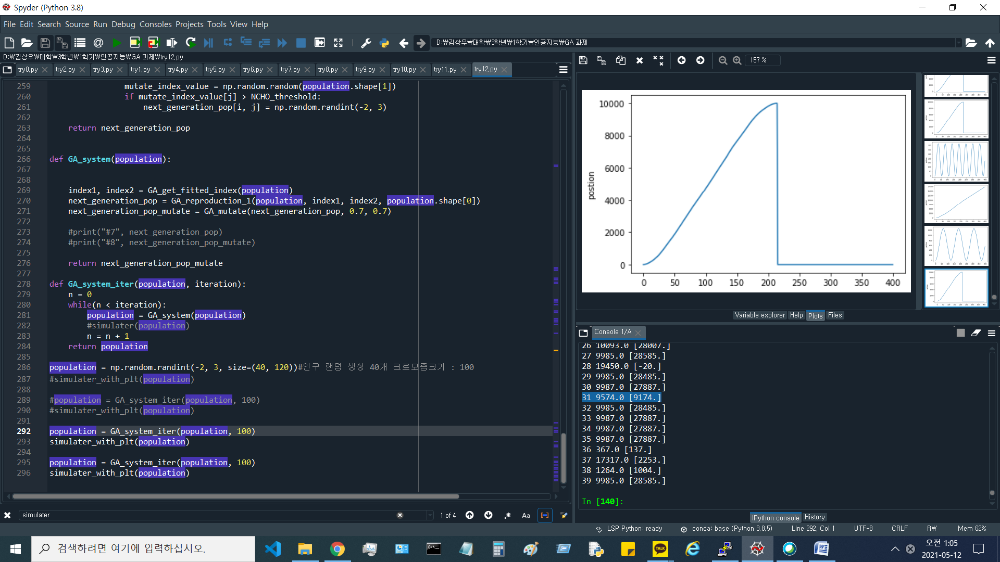 Spyder (Python 3.8)
File Edit Search Source Run Debug Consoles Projects Tools View Help
D:₩김상우₩대학₩3학년₩1학기₩인공지능₩GA 과제
D:₩김상우₩대학₩3학년₩1학기₩인공지능₩GA 과제₩try12.py
try0.py try2.py try3.py try1.py try4.py try5.py try6.py try7.py try8.py try9.py try10.py try11.py try12.py
259 mutate_index_value = np.random.random(population.shape[1])
260 if mutate_index_value[j] > NCHO_threshold:
261 next_generation_pop[i, j] = np.random.randint(-2, 3)
262
263 return next_generation_pop
264
265
266 def GA_system(population):
267
268
269 index1, index2 = GA_get_fitted_index(population)
270 next_generation_pop = GA_reproduction_1(population, index1, index2, population.shape[0])
271 next_generation_pop_mutate = GA_mutate(next_generation_pop, 0.7, 0.7)
272
273 #print("#7", next_generation_pop)
274 #print("#8", next_generation_pop_mutate)
275
276 return next_generation_pop_mutate
277
278 def GA_system_iter(population, iteration):
279 n = 0
280 while(n < iteration):
281 population = GA_system(population)
282 #simulater(population)
283 n = n + 1
284 return population
285
286 population = np.random.randint(-2, 3, size=(40, 120))#인구 랜덤 생성 40개 크로모즘크기 : 100
287 #simulater_with_plt(population)
288
289 #population = GA_system_iter(population, 100)
290 #simulater_with_plt(population)
291
292 population = GA_system_iter(population, 100)
293 simulater_with_plt(population)
294
295 population = GA_system_iter(population, 100)
296 simulater_with_plt(population)
simulater
1 of 4
.*
Aa
157 %
10000
8000
6000
4000
2000
0
postion
0 50 100 150 200 250 300 350 400
Variable explorer Help Plots Files
Console 1/A
26 10093.0 [28007.]
27 9985.0 [28585.]
28 19450.0 [-20.]
29 9985.0 [28485.]
30 9987.0 [27887.]
31 9574.0 [9174.]
32 9985.0 [28485.]
33 9987.0 [27887.]
34 9987.0 [27887.]
35 9987.0 [27887.]
36 367.0 [137.]
37 17317.0 [2253.]
38 1264.0 [1004.]
39 9985.0 [28585.]
In [140]:
IPython console History
LSP Python: ready conda: base (Python 3.8.5) Line 292, Col 1 UTF-8 CRLF RW Mem 62%
검색하려면 여기에 입력하십시오.
TALK
오전 1:05
2021-05-12